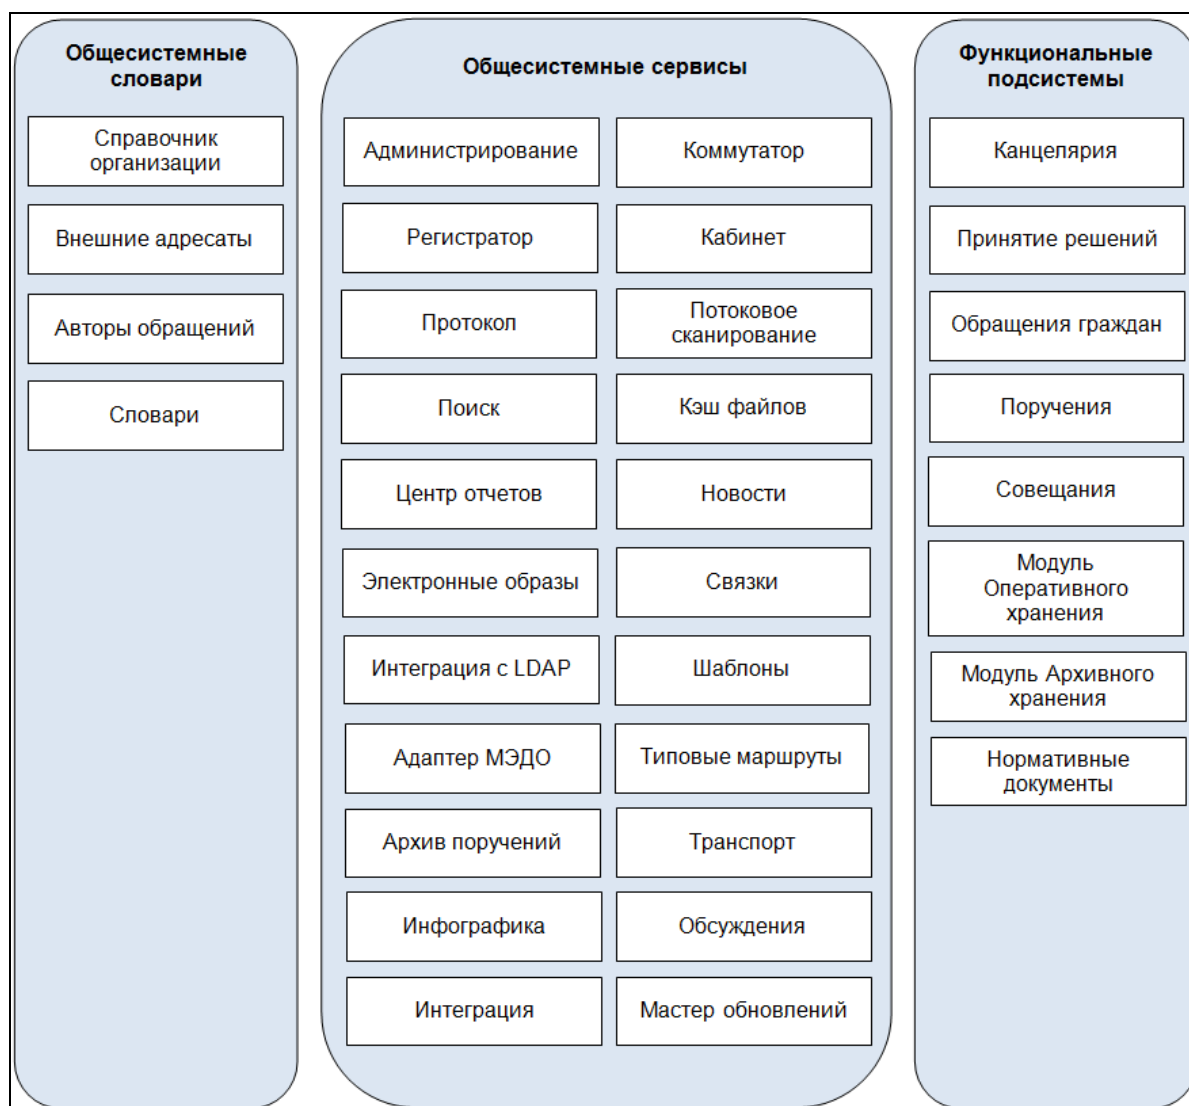 Общесистемные
словари
Справочник
организации
Внешние адресаты
Авторы обращений
Словари
Общесистемные сервисы
Администрирование
Коммутатор
Регистратор
Кабинет
Протокол
Потоковое
сканирование
Поиск
Кэш файлов
Центр отчетов
Новости
Электронные образы
Связки
Интеграция с LDAP
Шаблоны
Адаптер МЭДО
Типовые маршруты
Архив поручений
Транспорт
Инфографика
Обсуждения
Интеграция
Мастер обновлений
Функциональные
подсистемы
Канцелярия
Принятие решений
Обращения граждан
Поручения
Совещания
Модуль
Оперативного
хранения
Модуль Архивного
хранения
Нормативные
документы